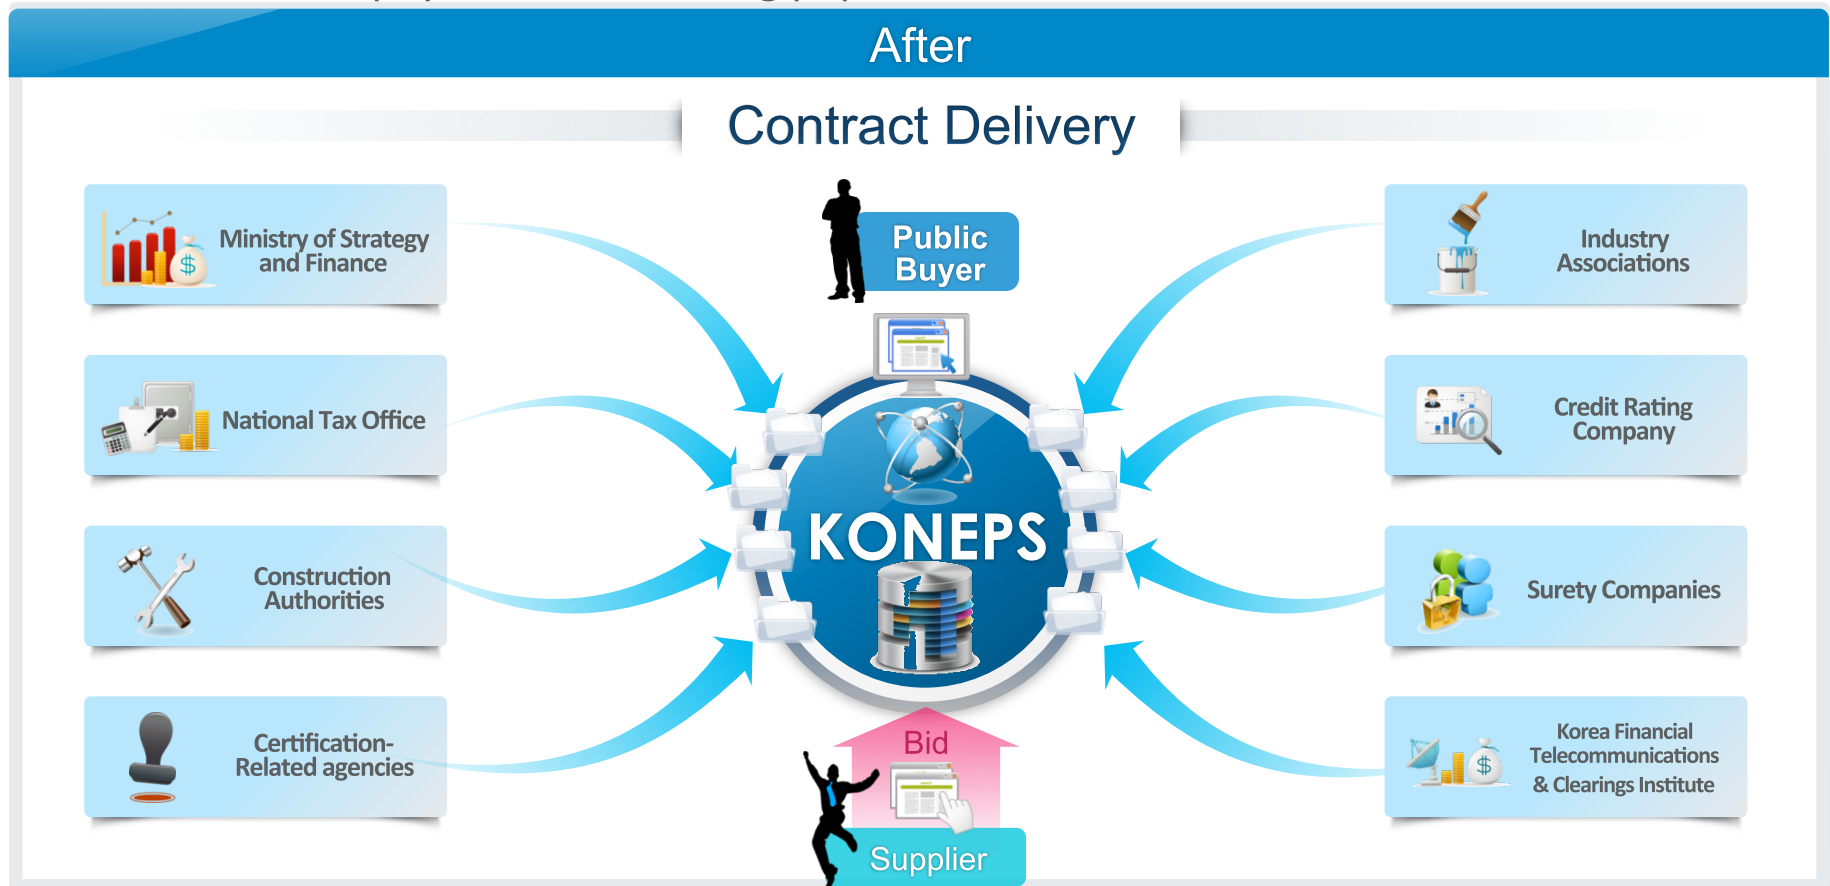 After
Contract Delivery
Ministry of Strategy
and Finance
National Tax Office
Construction
Authorities
Certification-
Related agencies
Public
Buyer
KONEPS
Bid
Supplier
Industry
Associations
Credit Rating
Company
Surety Companies
Korea Financial
Telecommunications
& Clearings Institute